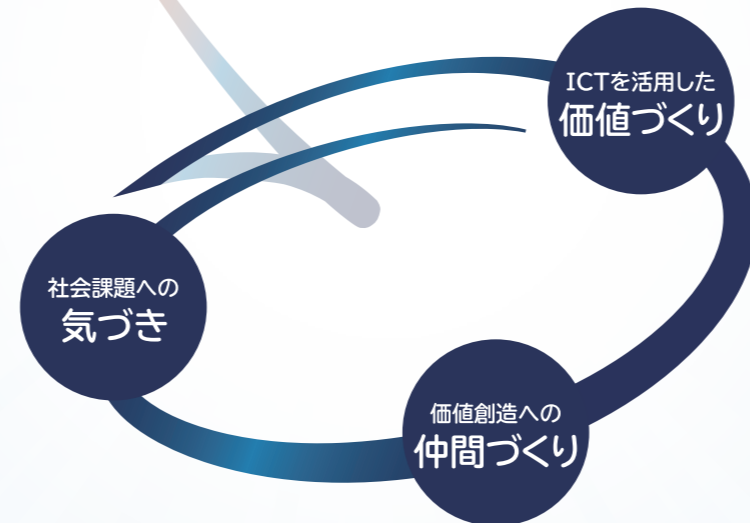 ICTを活用した
価値づくり
社会課題への
気づき
価値創造への
仲間づくり